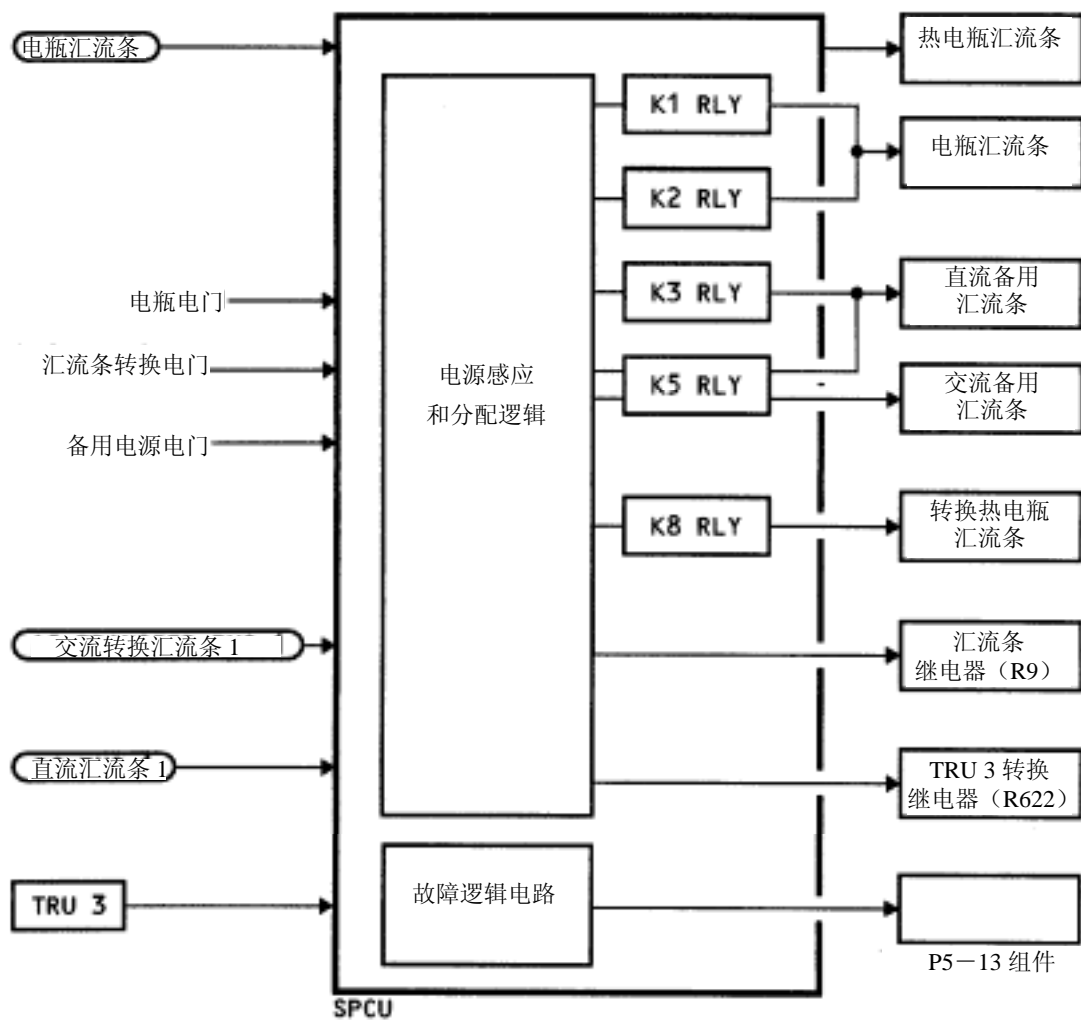 电瓶汇流条
热电瓶汇流条
K1 RLY
电瓶汇流条
K2 RLY
电瓶电门
K3 RLY
直流备用
汇流条
汇流条转换电门
电源感应
和分配逻辑
K5 RLY
交流备用
汇流条
备用电源电门
K8 RLY
转换热电瓶
汇流条
交流转换汇流条 1
汇流条
继电器（R9）
直流汇流条 1
TRU 3 转换
继电器（R622）
TRU 3
故障逻辑电路
P5－13 组件
SPCU